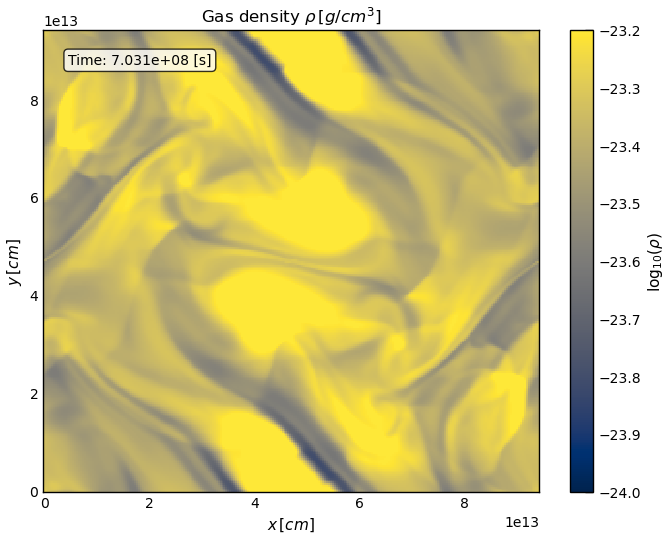 Gas density ρ [g/cm³]
1e13
Time: 7.031e+08 [s]
8
6
4
2
0
y [cm]
0 2 4 6 8
1e13
x [cm]
−23.2
−23.3
−23.4
−23.5
−23.6
−23.7
−23.8
−23.9
−24.0
log₁₀(ρ)